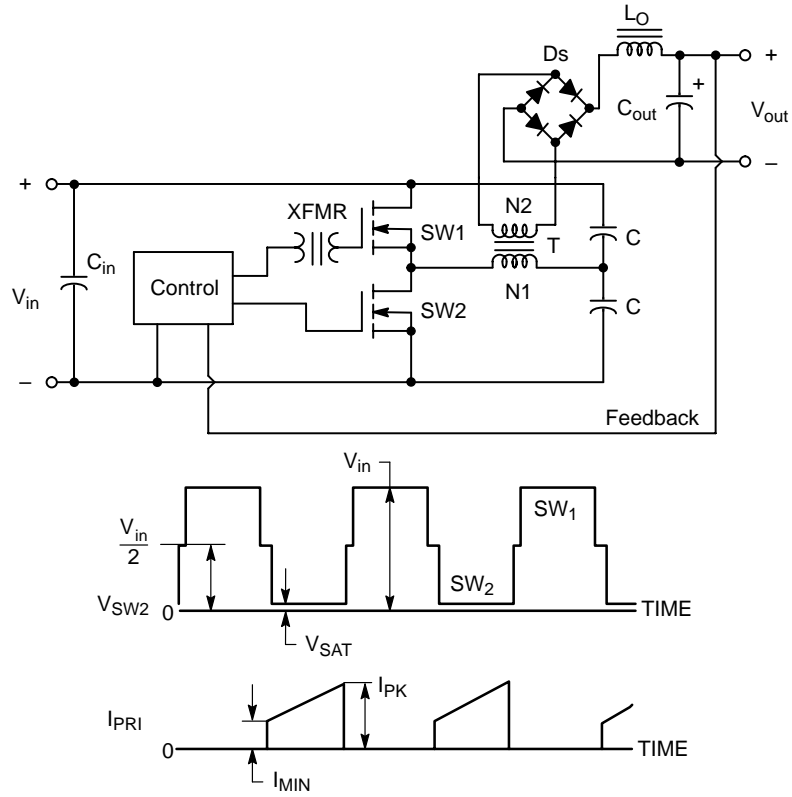 L_O
Ds
+
C_out
+
V_out
–
+
XFMR
N2
SW1
T
C
C_in
Control
V_in
N1
SW2
C
–
Feedback
V_in
V_in
2
SW_1
SW_2
V_SW2
0
TIME
V_SAT
I_PK
I_PRI
0
TIME
I_MIN